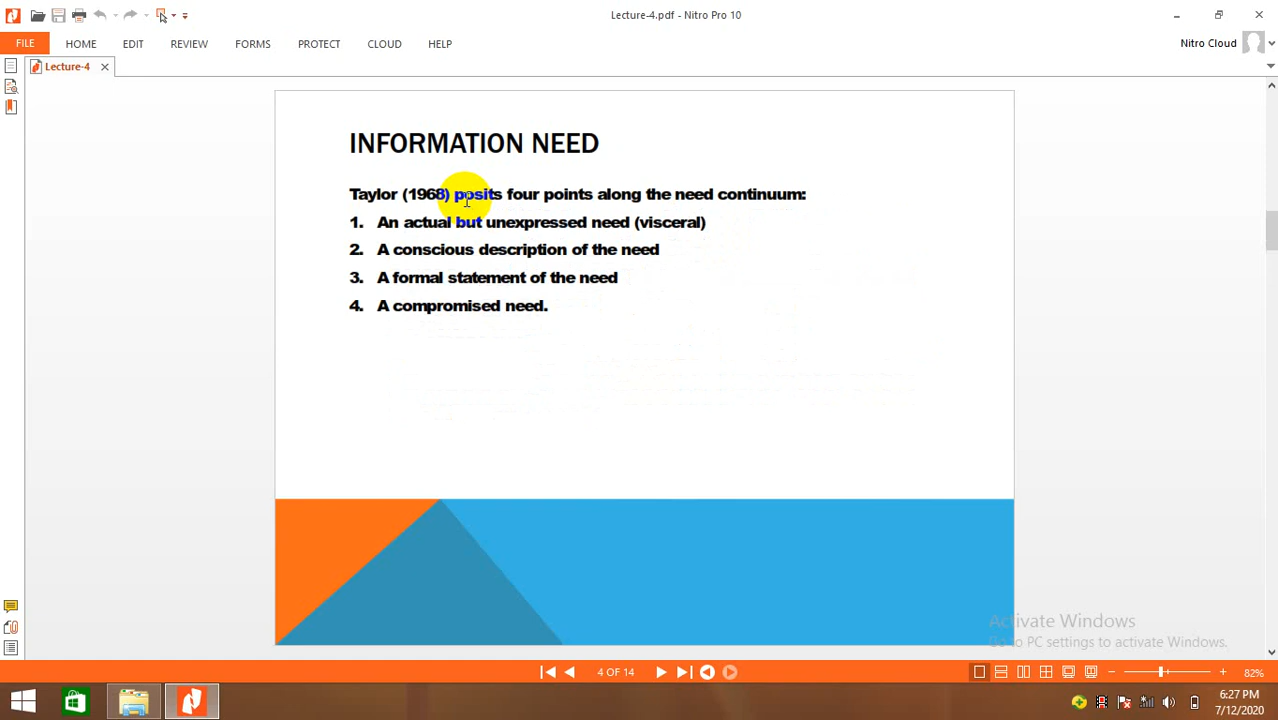 Lecture-4.pdf - Nitro Pro 10
FILE HOME EDIT REVIEW FORMS PROTECT CLOUD HELP
Nitro Cloud
Lecture-4
INFORMATION NEED
Taylor (1968) posits four points along the need continuum:
1. An actual but unexpressed need (visceral)
2. A conscious description of the need
3. A formal statement of the need
4. A compromised need.
Activate Windows
Go to PC settings to activate Windows.
4 OF 14
82%
6:27 PM
7/12/2020